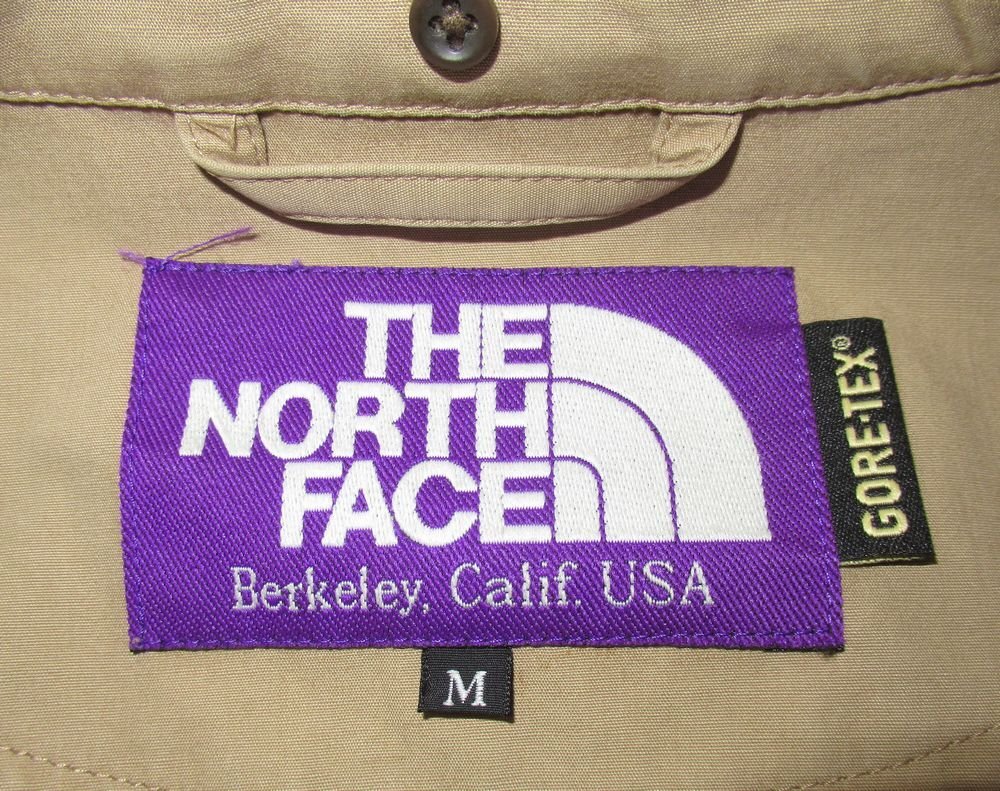 THE
NORTH
FACE
Berkeley, Calif. USA
GORE-TEX®
M